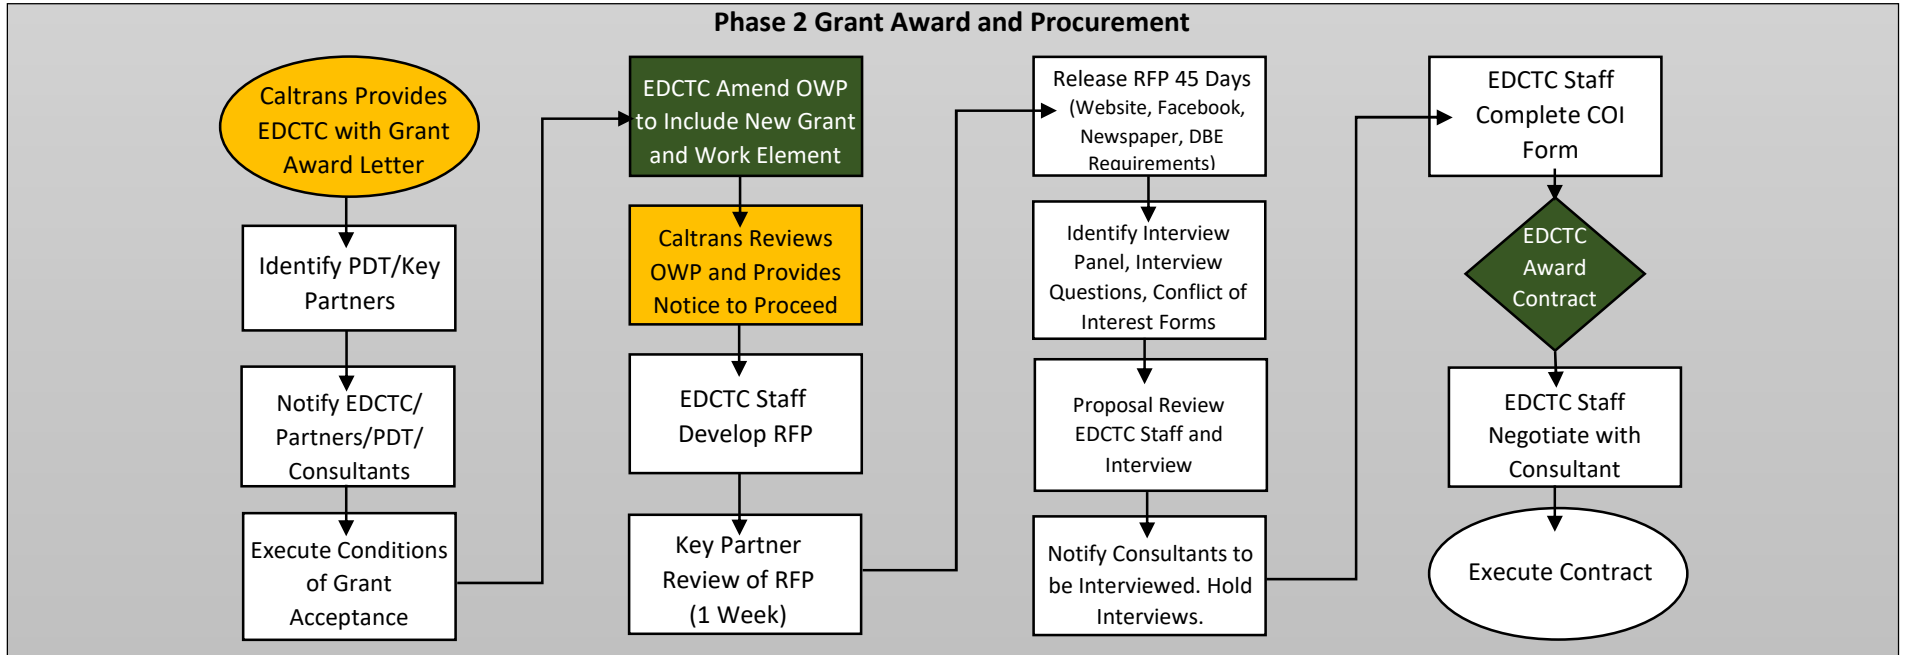 Phase 2 Grant Award and Procurement
Caltrans Provides
EDCTC with Grant
Award Letter
Identify PDT/Key
Partners
Notify EDCTC/
Partners/PDT/
Consultants
Execute Conditions
of Grant
Acceptance
EDCTC Amend OWP
to Include New Grant
and Work Element
Caltrans Reviews
OWP and Provides
Notice to Proceed
EDCTC Staff
Develop RFP
Key Partner
Review of RFP
(1 Week)
Release RFP 45 Days
(Website, Facebook,
Newspaper, DBE
Requirements)
Identify Interview
Panel, Interview
Questions, Conflict of
Interest Forms
Proposal Review
EDCTC Staff and
Interview
Notify Consultants to
be Interviewed. Hold
Interviews.
EDCTC Staff
Complete COI
Form
EDCTC
Award
Contract
EDCTC Staff
Negotiate with
Consultant
Execute Contract